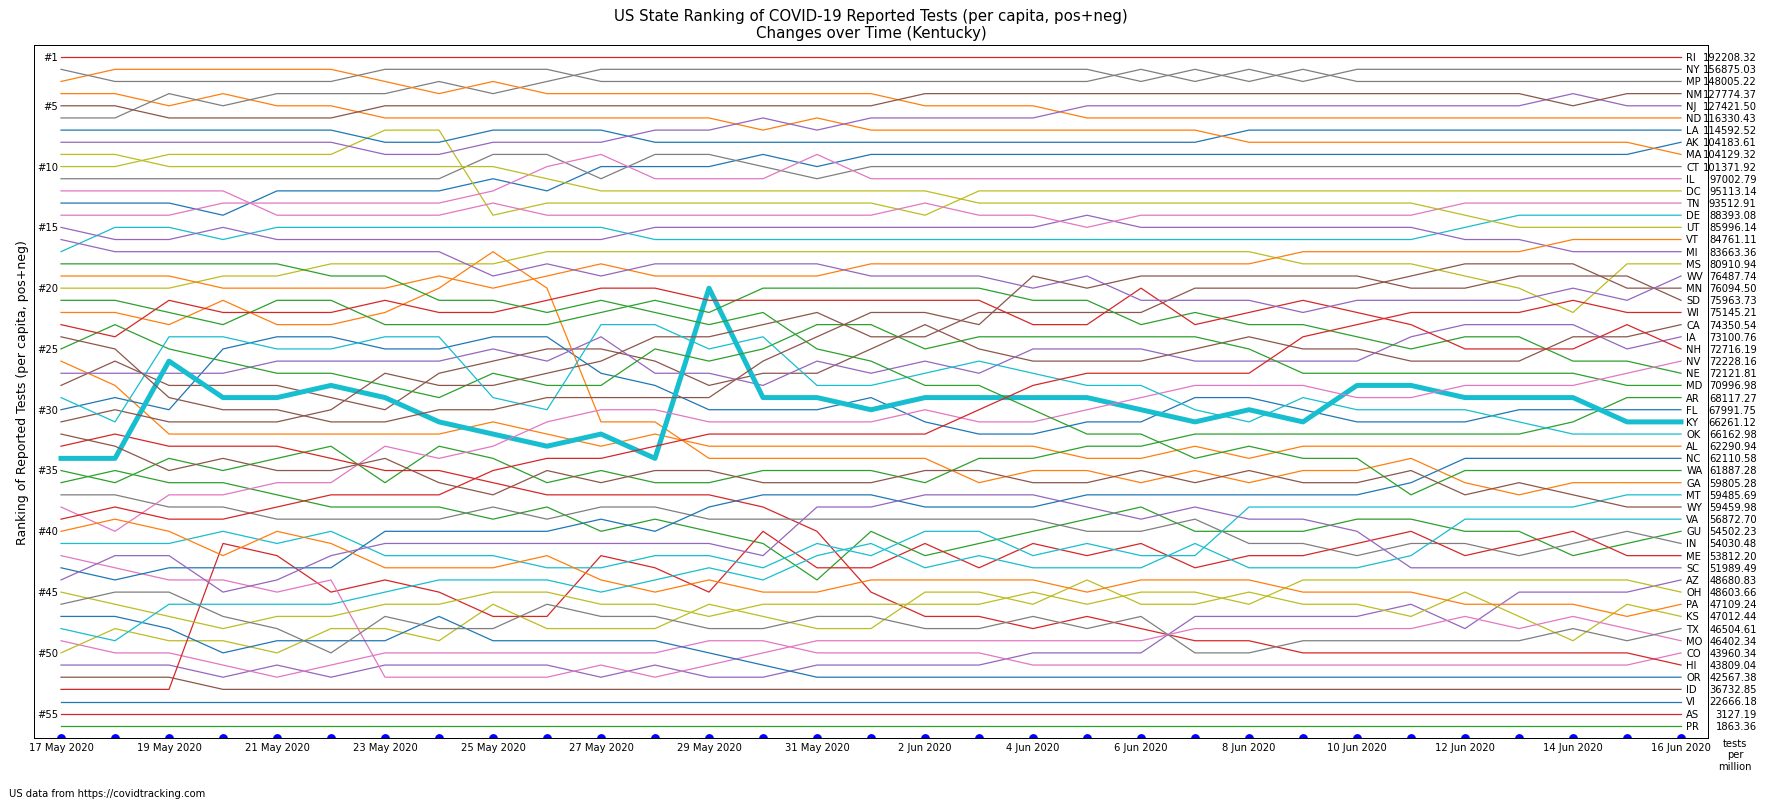 US State Ranking of COVID-19 Reported Tests (per capita, pos+neg)
Changes over Time (Kentucky)
Ranking of Reported Tests (per capita, pos+neg)
#1
#5
#10
#15
#20
#25
#30
#35
#40
#45
#50
#55
RI 192208.32
NY 156875.03
MP 148005.22
NM 127774.37
NJ 127421.50
ND 116330.43
LA 114592.52
AK 104183.61
MA 104129.32
CT 101371.92
IL 97002.79
DC 95113.14
TN 93512.91
DE 88393.08
UT 85996.14
VT 84761.11
MI 83663.36
MS 80910.94
WV 76487.74
MN 76094.50
SD 75963.73
WI 75145.21
CA 74350.54
IA 73100.76
NH 72716.19
NV 72228.16
NE 72121.81
MD 70996.98
AR 68117.27
FL 67991.75
KY 66261.12
OK 66162.98
AL 62290.94
NC 62110.58
WA 61887.28
GA 59805.28
MT 59485.69
WY 59459.98
VA 56872.70
GU 54502.23
IN 54030.48
ME 53812.20
SC 51989.49
AZ 48680.83
OH 48603.66
PA 47109.24
KS 47012.44
TX 46504.61
MO 46402.34
CO 43960.34
HI 43809.04
OR 42567.38
ID 36732.85
VI 22666.18
AS 3127.19
PR 1863.36
17 May 2020 19 May 2020 21 May 2020 23 May 2020 25 May 2020 27 May 2020 29 May 2020 31 May 2020 2 Jun 2020 4 Jun 2020 6 Jun 2020 8 Jun 2020 10 Jun 2020 12 Jun 2020 14 Jun 2020 16 Jun 2020
tests
per
million
US data from https://covidtracking.com